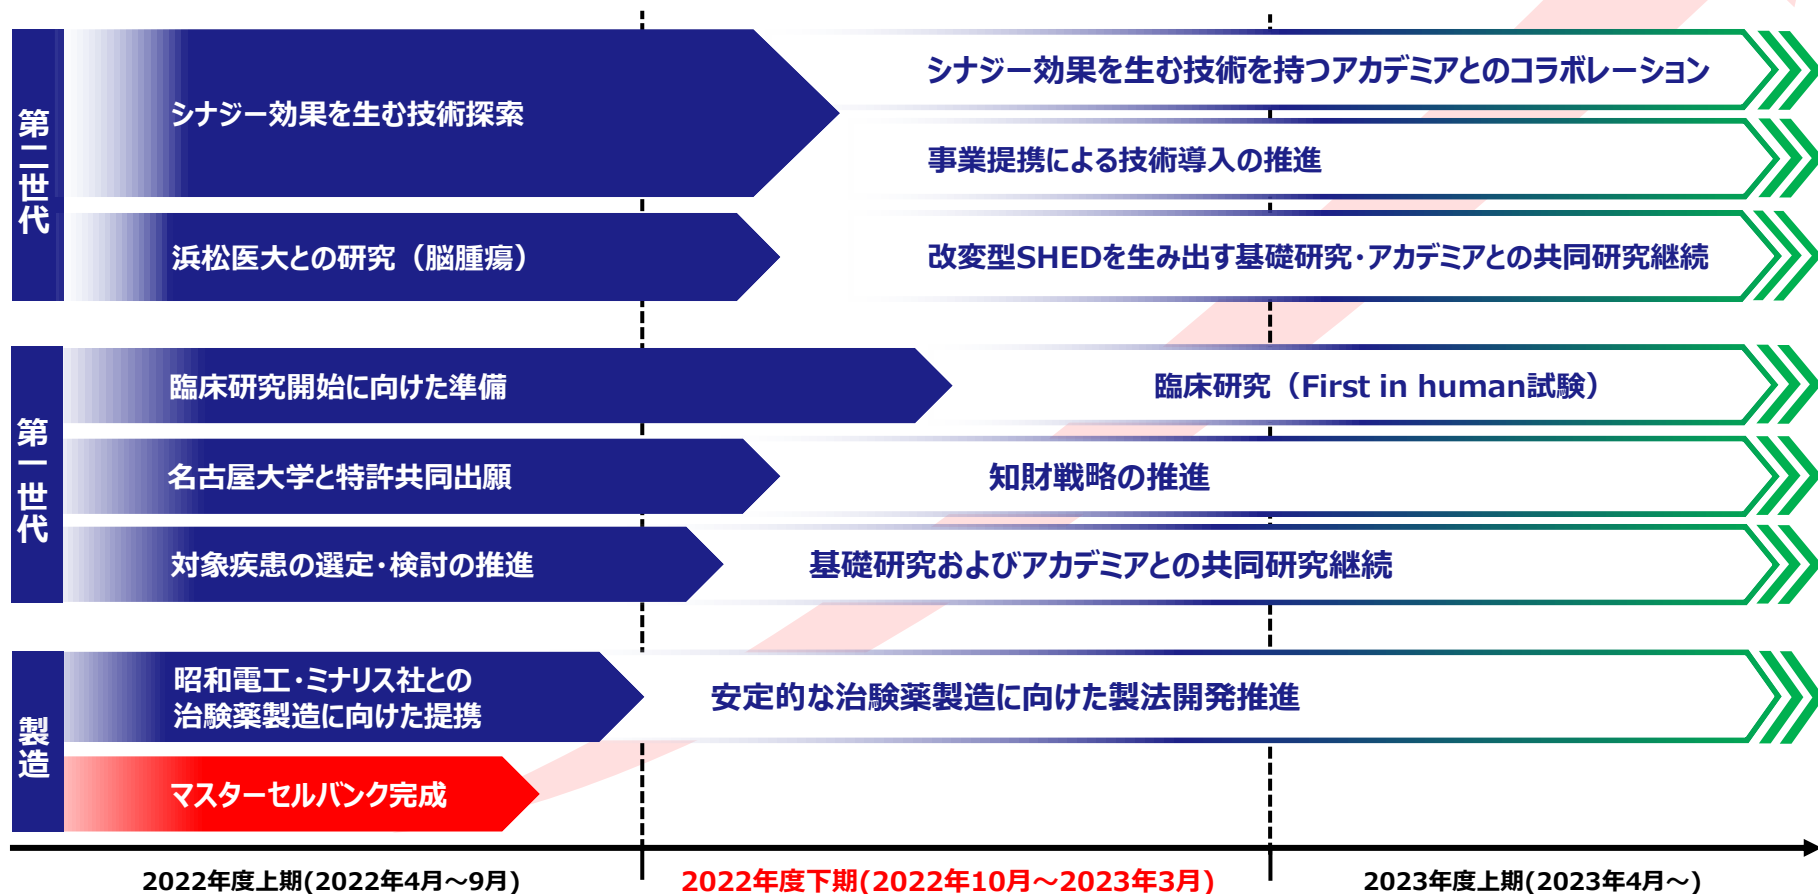 第二世代
シナジー効果を生む技術探索
シナジー効果を生む技術を持つアカデミアとのコラボレーション
事業提携による技術導入の推進
浜松医大との研究（脳腫瘍）
改変型SHEDを生み出す基礎研究・アカデミアとの共同研究継続
第一世代
臨床研究開始に向けた準備
臨床研究（First in human試験）
名古屋大学と特許共同出願
知財戦略の推進
対象疾患の選定・検討の推進
基礎研究およびアカデミアとの共同研究継続
製造
昭和電工・ミナリス社との
治験薬製造に向けた提携
安定的な治験薬製造に向けた製法開発推進
マスターセルバンク完成
2022年度上期(2022年4月～9月)
2022年度下期(2022年10月～2023年3月)
2023年度上期(2023年4月～)